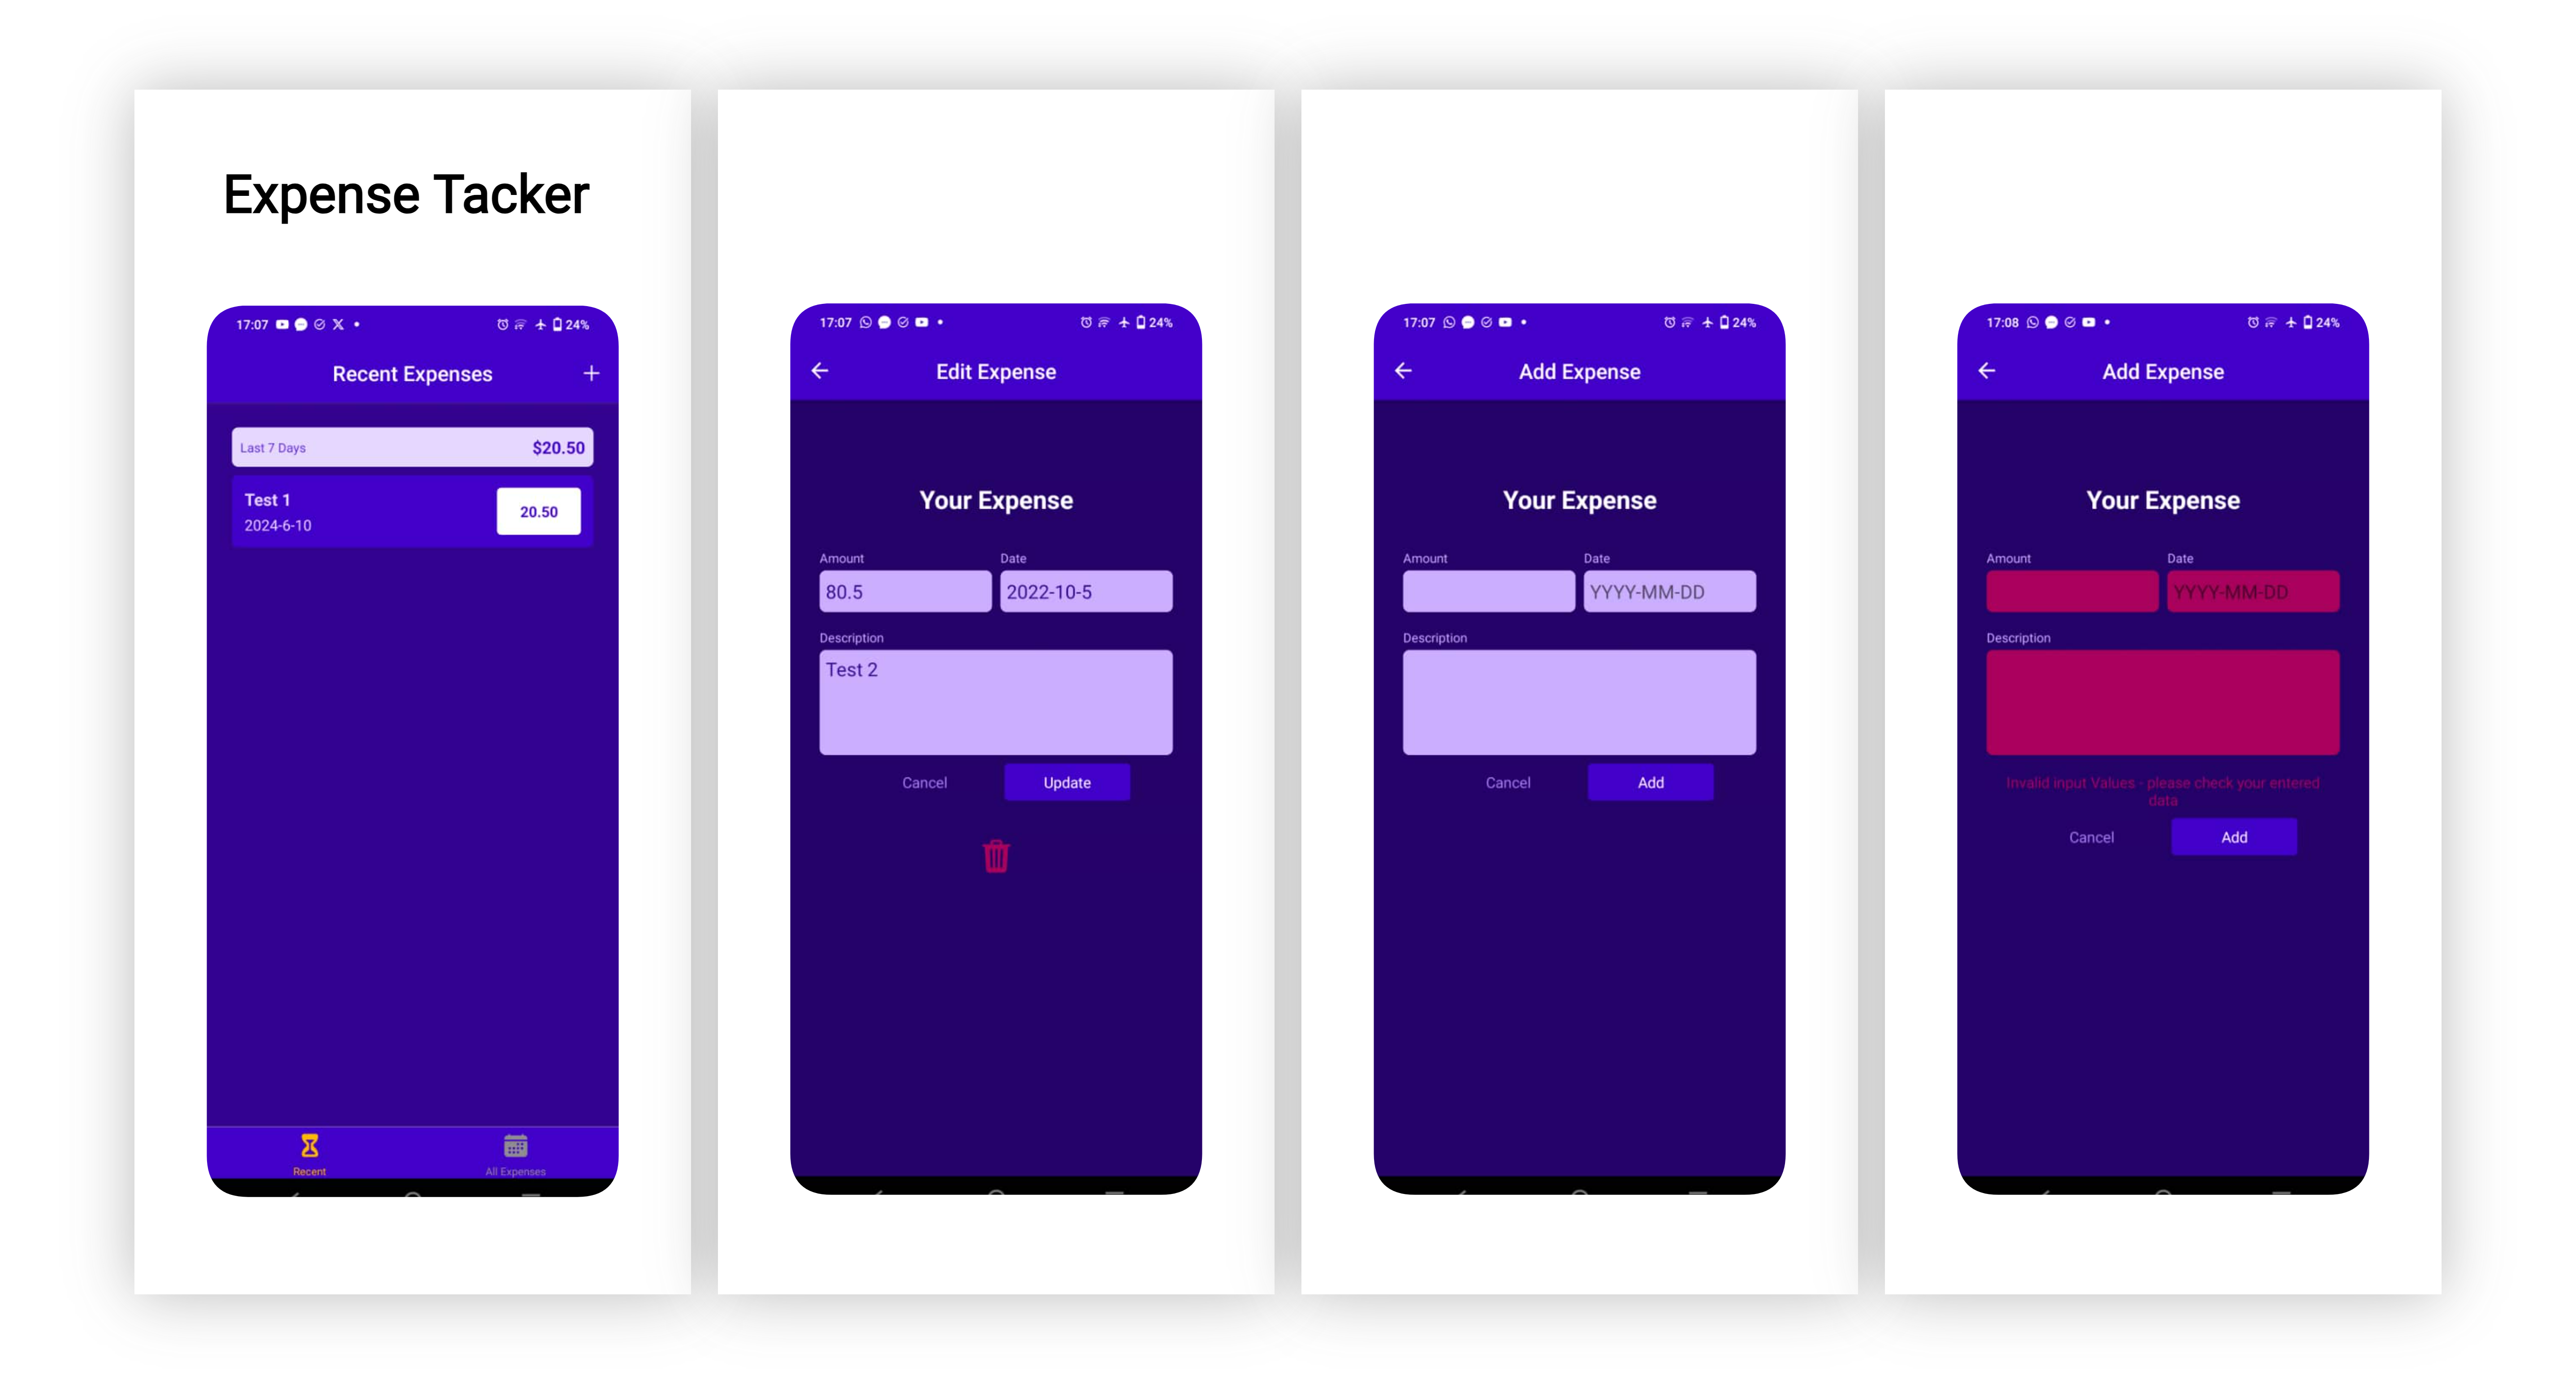 Expense Tacker
17:07
24%
Recent Expenses
Last 7 Days
$20.50
Test 1
2024-6-10
20.50
Recent
All Expenses
17:07
24%
Edit Expense
Your Expense
Amount
Date
80.5
2022-10-5
Description
Test 2
Cancel
Update
17:07
24%
Add Expense
Your Expense
Amount
Date
YYYY-MM-DD
Description
Cancel
Add
17:08
24%
Add Expense
Your Expense
Amount
Date
YYYY-MM-DD
Description
Invalid input Values - please check your entered
data
Cancel
Add